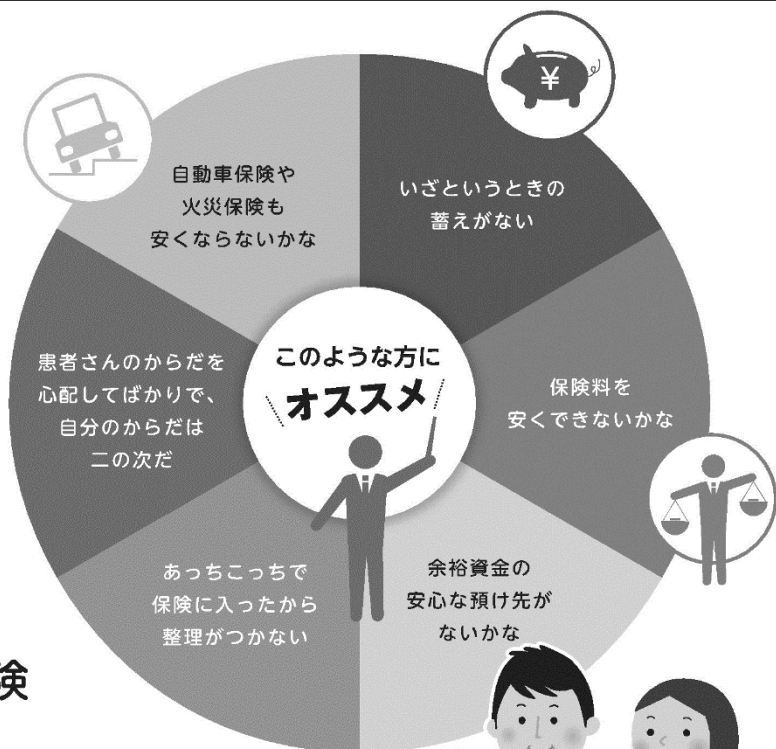 このような方に
オススメ
いざというときの
蓄えがない
保険料を
安くできないかな
余裕資金の
安心な預け先が
ないかな
あっちこっちで
保険に入ったから
整理がつかない
患者さんのからだを
心配してばかりで、
自分のからだは
二の次だ
自動車保険や
火災保険も
安くならないかな
¥
険